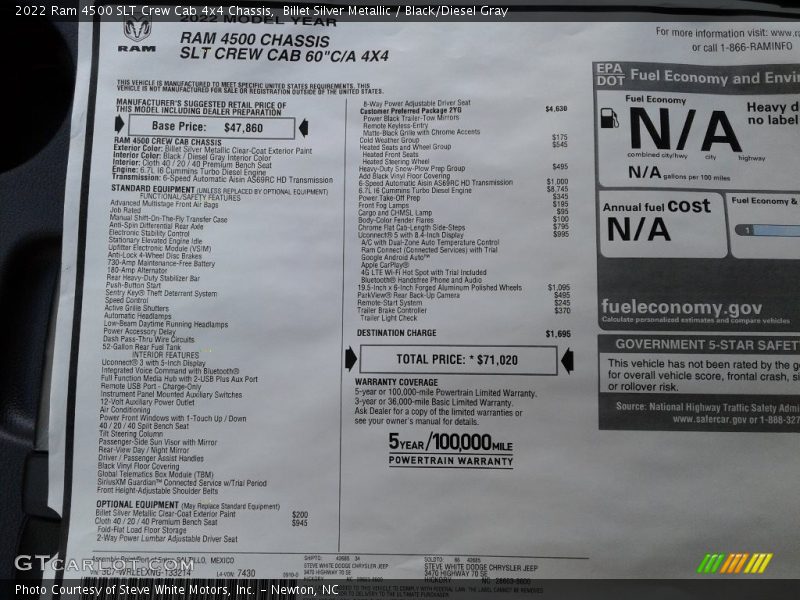 2022 Ram 4500 SLT Crew Cab 4x4 Chassis, Billet Silver Metallic / Black/Diesel Gray
2022 MODEL YEAR
RAM 4500 CHASSIS
SLT CREW CAB 60"C/A 4X4
RAM
For more information visit: www.r
or call 1-866-RAMINFO
THIS VEHICLE IS MANUFACTURED TO MEET SPECIFIC UNITED STATES REQUIREMENTS. THIS
VEHICLE IS NOT MANUFACTURED FOR SALE OR REGISTRATION OUTSIDE OF THE UNITED STATES.
MANUFACTURER'S SUGGESTED RETAIL PRICE OF
THIS MODEL INCLUDING DEALER PREPARATION
Base Price: $47,860
RAM 4500 CREW CAB CHASSIS
Exterior Color: Billet Silver Metallic Clear-Coat Exterior Paint
Interior Color: Black / Diesel Gray Interior Color
Interior: Cloth 40 / 20 / 40 Premium Bench Seat
Engine: 6.7L I6 Cummins Turbo Diesel Engine
Transmission: 6-Speed Automatic Aisin AS69RC HD Transmission
STANDARD EQUIPMENT (UNLESS REPLACED BY OPTIONAL EQUIPMENT)
FUNCTIONAL/SAFETY FEATURES
Advanced Multistage Front Air Bags
Job Rated
Manual Shift-On-The-Fly Transfer Case
Anti-Spin Differential Rear Axle
Electronic Stability Control
Stationary Elevated Engine Idle
Upfitter Electronic Module (VSIM)
Anti-Lock 4-Wheel Disc Brakes
730-Amp Maintenance-Free Battery
180-Amp Alternator
Rear Heavy-Duty Stabilizer Bar
Push-Button Start
Sentry Key® Theft Deterrent System
Speed Control
Active Grille Shutters
Automatic Headlamps
Low-Beam Daytime Running Headlamps
Power Accessory Delay
Dash Pass-Thru Wire Circuits
52-Gallon Rear Fuel Tank
INTERIOR FEATURES
Uconnect® 3 with 5-Inch Display
Integrated Voice Command with Bluetooth®
Full Function Media Hub with 2-USB Plus Aux Port
Remote USB Port - Charge-Only
Instrument Panel Mounted Auxiliary Switches
12-Volt Auxiliary Power Outlet
Air Conditioning
Power Front Windows with 1-Touch Up / Down
40 / 20 / 40 Split Bench Seat
Tilt Steering Column
Passenger-Side Sun Visor with Mirror
Rear-View Day / Night Mirror
Driver / Passenger Assist Handles
Black Vinyl Floor Covering
Global Telematics Box Module (TBM)
SiriusXM Guardian™ Connected Service w/Trial Period
Front Height-Adjustable Shoulder Belts
OPTIONAL EQUIPMENT (May Replace Standard Equipment)
Billet Silver Metallic Clear-Coat Exterior Paint $200
Cloth 40 / 20 / 40 Premium Bench Seat $945
Fold-Flat Load Floor Storage
2-Way Power Lumbar Adjustable Driver Seat
8-Way Power Adjustable Driver Seat
Customer Preferred Package 2YG $4,630
Power Black Trailer-Tow Mirrors
Remote Keyless-Entry
Matte-Black Grille with Chrome Accents
Cold Weather Group $175
Heated Seats and Wheel Group $545
Heated Front Seats
Heated Steering Wheel
Heavy-Duty Snow-Plow Prep Group $495
Add Black Vinyl Floor Covering
6-Speed Automatic Aisin AS69RC HD Transmission $1,000
6.7L I6 Cummins Turbo Diesel Engine $8,745
Power Take-Off Prep $345
Front Fog Lamps $195
Cargo and CHMSL Lamp $95
Body-Color Fender Flares $100
Chrome Flat Cab-Length Side-Steps $795
Uconnect® 5 with 8.4-Inch Display $995
A/C with Dual-Zone Auto Temperature Control
Ram Connect (Connected Services) with Trial
Google Android Auto™
Apple CarPlay®
4G LTE Wi-Fi Hot Spot with Trial Included
Bluetooth® Handsfree Phone and Audio
19.5-Inch x 6-Inch Forged Aluminum Polished Wheels $1,095
ParkView® Rear Back-Up Camera $495
Remote-Start System $245
Trailer Brake Controller $370
Trailer Light Check
DESTINATION CHARGE $1,695
TOTAL PRICE: * $71,020
WARRANTY COVERAGE
5-year or 100,000-mile Powertrain Limited Warranty.
3-year or 36,000-mile Basic Limited Warranty.
Ask Dealer for a copy of the limited warranties or
see your owner's manual for details.
5YEAR/100,000MILE
POWERTRAIN WARRANTY
EPA
DOT Fuel Economy and Envir
Fuel Economy
N/A
combined city/hwy city highway
N/A gallons per 100 miles
Heavy d
no label
Annual fuel cost
N/A
Fuel Economy &
1
fueleconomy.gov
Calculate personalized estimates and compare vehicles
GOVERNMENT 5-STAR SAFET
This vehicle has not been rated by the g
for overall vehicle score, frontal crash, si
or rollover risk.
Source: National Highway Traffic Safety Admi
www.safercar.gov or 1-888-327
SALTILLO, MEXICO
STEVE WHITE DODGE CHRYSLER JEEP
3470 HIGHWAY 70 SE
HICKORY
STEVE WHITE DODGE CHRYSLER JEEP
3470 HIGHWAY 70 SE
HICKORY
GTCarLot.com
Photo Courtesy of Steve White Motors, Inc. – Newton, NC